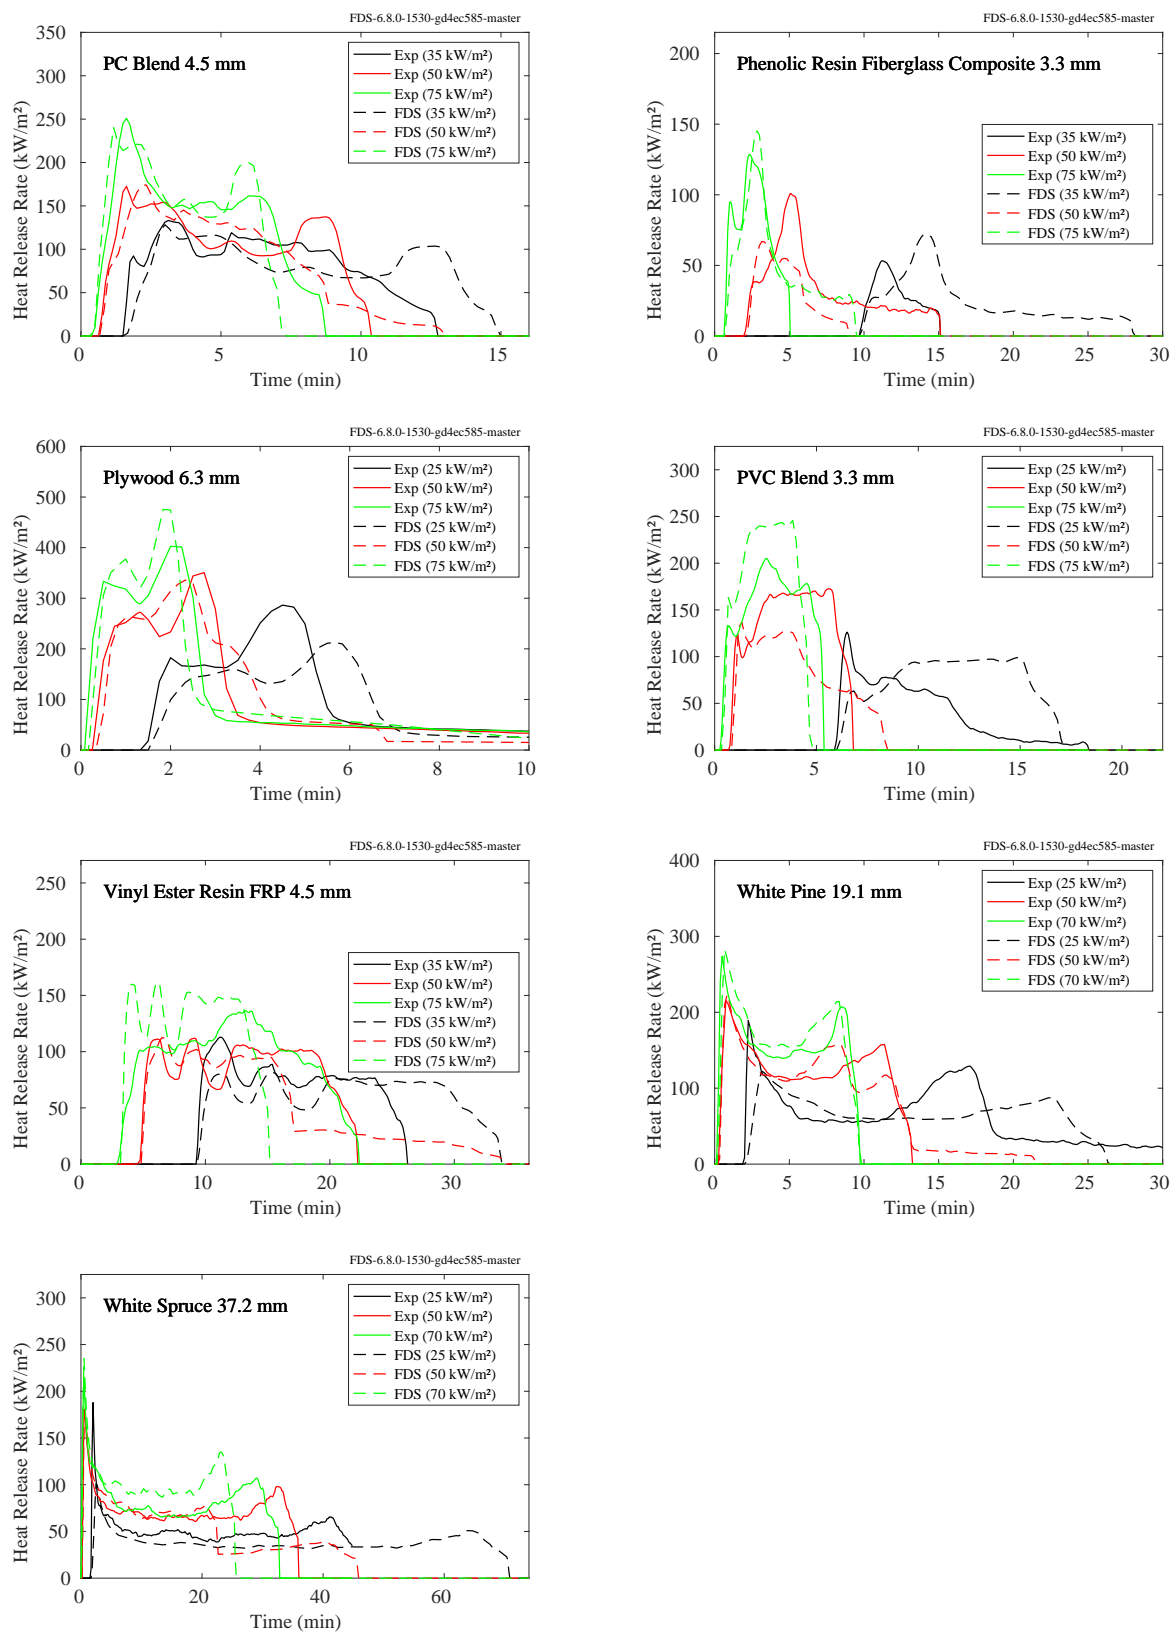 FDS-6.8.0-1530-gd4ec585-master
PC Blend 4.5 mm
Heat Release Rate (kW/m²)
350
300
250
200
150
100
50
0
Exp (35 kW/m²)
Exp (50 kW/m²)
Exp (75 kW/m²)
FDS (35 kW/m²)
FDS (50 kW/m²)
FDS (75 kW/m²)
0 5 10 15
Time (min)
FDS-6.8.0-1530-gd4ec585-master
Phenolic Resin Fiberglass Composite 3.3 mm
Heat Release Rate (kW/m²)
200
150
100
50
0
Exp (35 kW/m²)
Exp (50 kW/m²)
Exp (75 kW/m²)
FDS (35 kW/m²)
FDS (50 kW/m²)
FDS (75 kW/m²)
0 5 10 15 20 25 30
Time (min)
FDS-6.8.0-1530-gd4ec585-master
Plywood 6.3 mm
Heat Release Rate (kW/m²)
600
500
400
300
200
100
0
Exp (25 kW/m²)
Exp (50 kW/m²)
Exp (75 kW/m²)
FDS (25 kW/m²)
FDS (50 kW/m²)
FDS (75 kW/m²)
0 2 4 6 8 10
Time (min)
FDS-6.8.0-1530-gd4ec585-master
PVC Blend 3.3 mm
Heat Release Rate (kW/m²)
300
250
200
150
100
50
0
Exp (25 kW/m²)
Exp (50 kW/m²)
Exp (75 kW/m²)
FDS (25 kW/m²)
FDS (50 kW/m²)
FDS (75 kW/m²)
0 5 10 15 20
Time (min)
FDS-6.8.0-1530-gd4ec585-master
Vinyl Ester Resin FRP 4.5 mm
Heat Release Rate (kW/m²)
250
200
150
100
50
0
Exp (35 kW/m²)
Exp (50 kW/m²)
Exp (75 kW/m²)
FDS (35 kW/m²)
FDS (50 kW/m²)
FDS (75 kW/m²)
0 10 20 30
Time (min)
FDS-6.8.0-1530-gd4ec585-master
White Pine 19.1 mm
Heat Release Rate (kW/m²)
400
300
200
100
0
Exp (25 kW/m²)
Exp (50 kW/m²)
Exp (70 kW/m²)
FDS (25 kW/m²)
FDS (50 kW/m²)
FDS (70 kW/m²)
0 5 10 15 20 25 30
Time (min)
FDS-6.8.0-1530-gd4ec585-master
White Spruce 37.2 mm
Heat Release Rate (kW/m²)
300
250
200
150
100
50
0
Exp (25 kW/m²)
Exp (50 kW/m²)
Exp (70 kW/m²)
FDS (25 kW/m²)
FDS (50 kW/m²)
FDS (70 kW/m²)
0 20 40 60
Time (min)